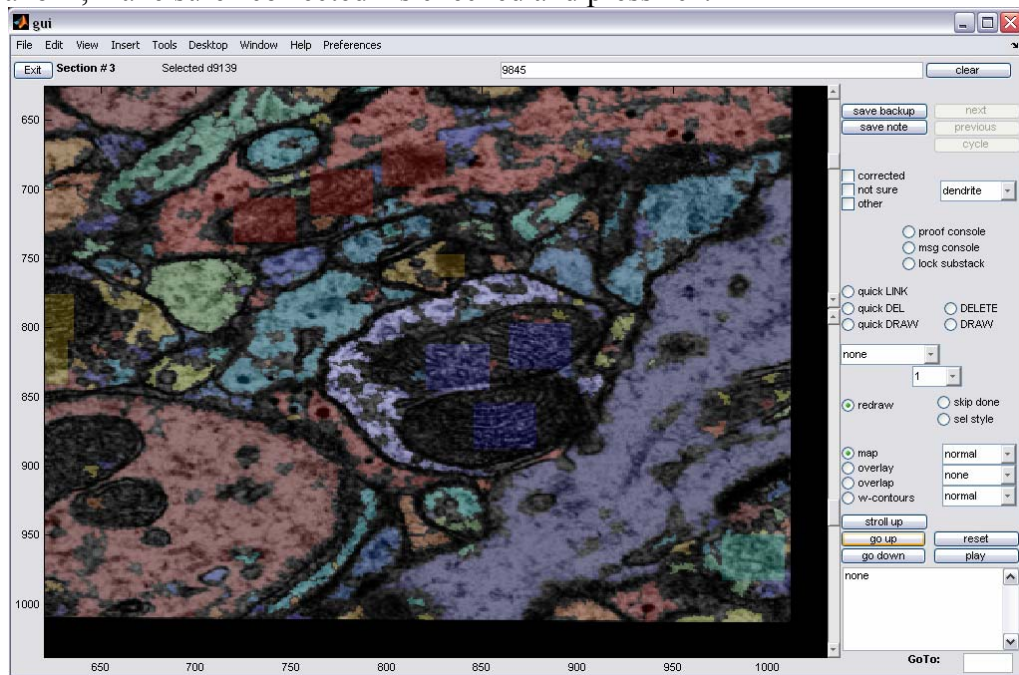 gui
File Edit View Insert Tools Desktop Window Help Preferences
Exit Section # 3 Selected d9139 9845 clear
save backup next
save note previous
cycle
corrected
not sure dendrite
other
proof console
msg console
lock substack
quick LINK
quick DEL DELETE
quick DRAW DRAW
none
1
redraw skip done
sel style
map normal
overlay none
overlap
w-contours normal
stroll up
go up reset
go down play
none
GoTo:
650
700
750
800
850
900
950
1000
650 700 750 800 850 900 950 1000